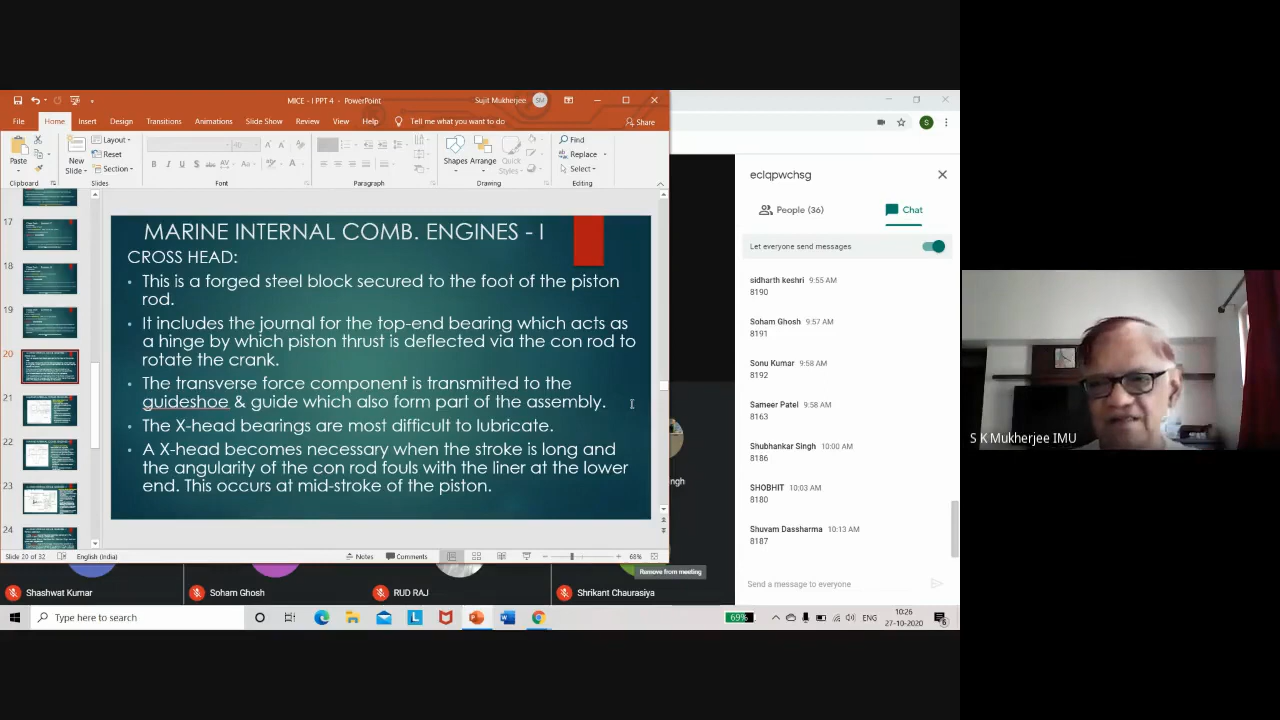 MICE - I PPT 4 - PowerPoint
Sujit Mukherjee
SM
File Home Insert Design Transitions Animations Slide Show Review View Help Tell me what you want to do
Share
Paste
Clipboard
New
Slide
Layout
Reset
Section
Slides
Font
Paragraph
Shapes Arrange Quick
Styles
Drawing
Find
Replace
Select
Editing
17
18
19
20
21
22
23
24
MARINE INTERNAL COMB. ENGINES - I
CROSS HEAD:
• This is a forged steel block secured to the foot of the piston
rod.
• It includes the journal for the top-end bearing which acts as
a hinge by which piston thrust is deflected via the con rod to
rotate the crank.
• The transverse force component is transmitted to the
guideshoe & guide which also form part of the assembly.
• The X-head bearings are most difficult to lubricate.
• A X-head becomes necessary when the stroke is long and
the angularity of the con rod fouls with the liner at the lower
end. This occurs at mid-stroke of the piston.
Slide 20 of 32 English (India)
Notes Comments
68%
S
eclqpwchsg
People (36)
Chat
Let everyone send messages
sidharth keshri 9:55 AM
8190
Soham Ghosh 9:57 AM
8191
Sonu Kumar 9:58 AM
8192
Sameer Patel 9:58 AM
8163
Shubhankar Singh 10:00 AM
8186
SHOBHIT 10:03 AM
8180
Shuvam Dassharma 10:13 AM
8187
Send a message to everyone
ngh
Remove from meeting
Shashwat Kumar
Soham Ghosh
RUD RAJ
Shrikant Chaurasiya
Type here to search
69%
ENG
10:26
27-10-2020
6
S K Mukherjee IMU